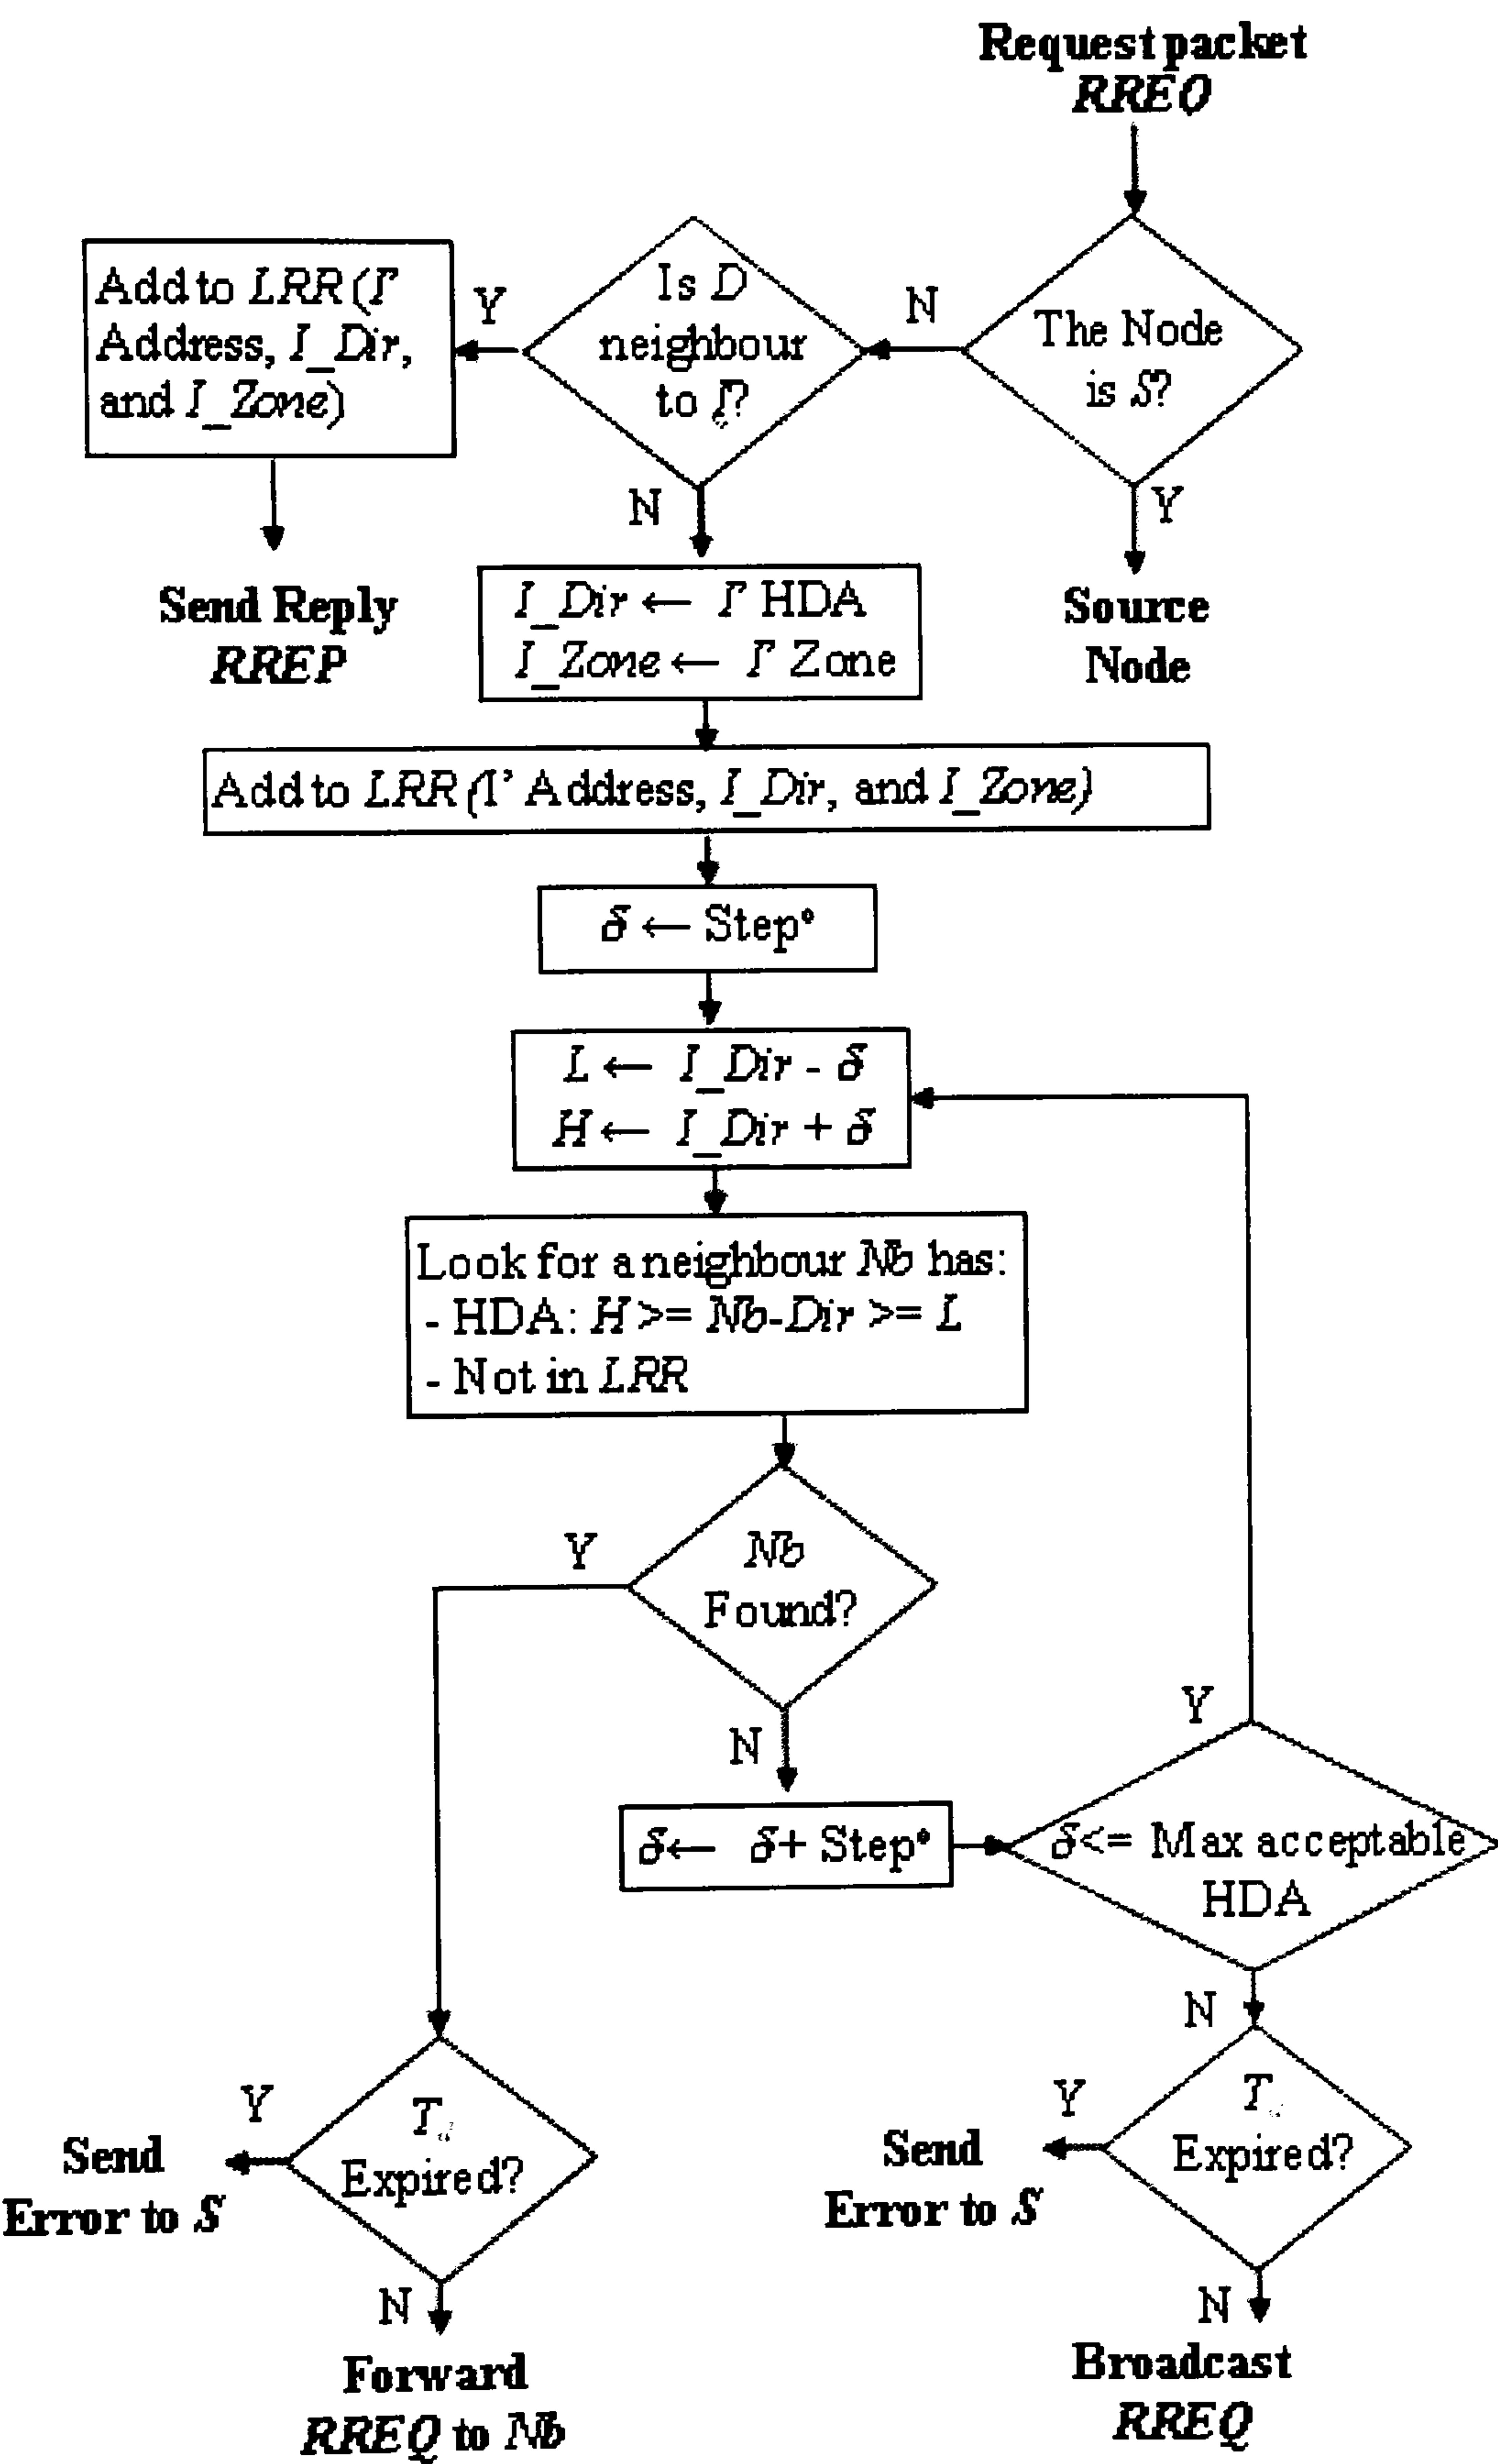 Request packet
RREQ
The Node
is S?
N
Y
Source
Node
Is D
neighbour
to I'?
Y
N
Add to LRR (I'
Address, I_Dir,
and I_Zone)
Send Reply
RREP
I_Dir ← I' HDA
I_Zone ← I' Zone
Add to LRR (I' Address, I_Dir, and I_Zone)
δ ← Step°
L ← I_Dir - δ
H ← I_Dir + δ
Look for a neighbour Nb has:
- HDA: H >= Nb-Dir >= L
- Not in LRR
Nb
Found?
Y
N
δ ← δ + Step°
δ <= Max acceptable
HDA
Y
N
T
Expired?
Y
Send
Error to S
N
Forward
RREQ to Nb
T
Expired?
Y
Send
Error to S
N
Broadcast
RREQ